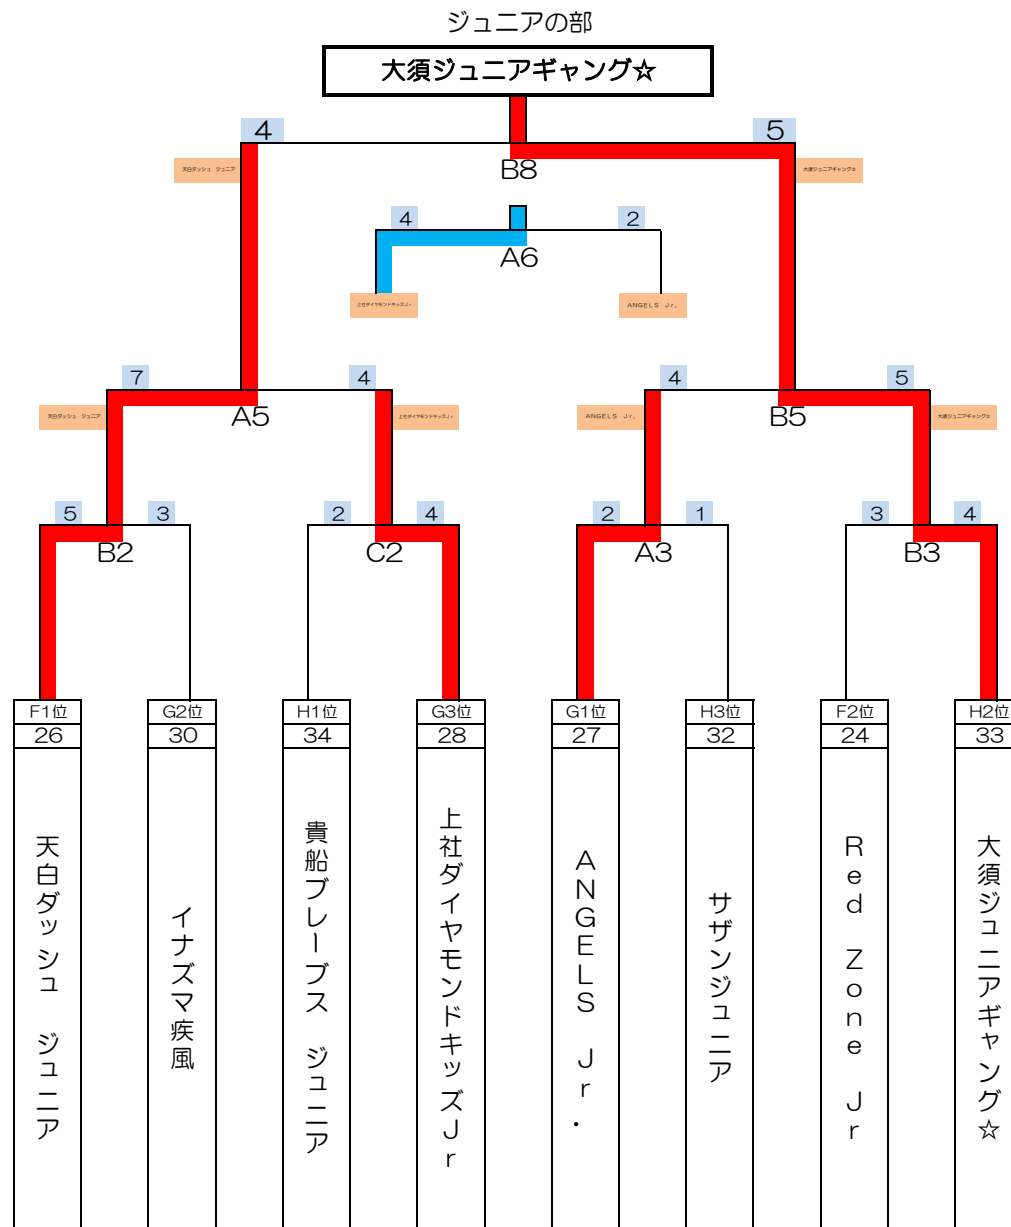 ジュニアの部
大須ジュニアギャング☆
4
5
天白ダッシュ ジュニア
大須ジュニアギャング☆
B8
4
2
A6
上社ダイヤモンドキッズJr
ANGELS Jr.
7
4
4
5
天白ダッシュ ジュニア
A5
上社ダイヤモンドキッズJr
ANGELS Jr.
B5
大須ジュニアギャング☆
5
3
2
4
2
1
3
4
B2
C2
A3
B3
F1位
G2位
H1位
G3位
G1位
H3位
F2位
H2位
26
30
34
28
27
32
24
33
天白ダッシュ ジュニア
イナズマ疾風
貴船ブレーブス ジュニア
上社ダイヤモンドキッズJr
ANGELS Jr.
サザンジュニア
Red Zone Jr
大須ジュニアギャング☆